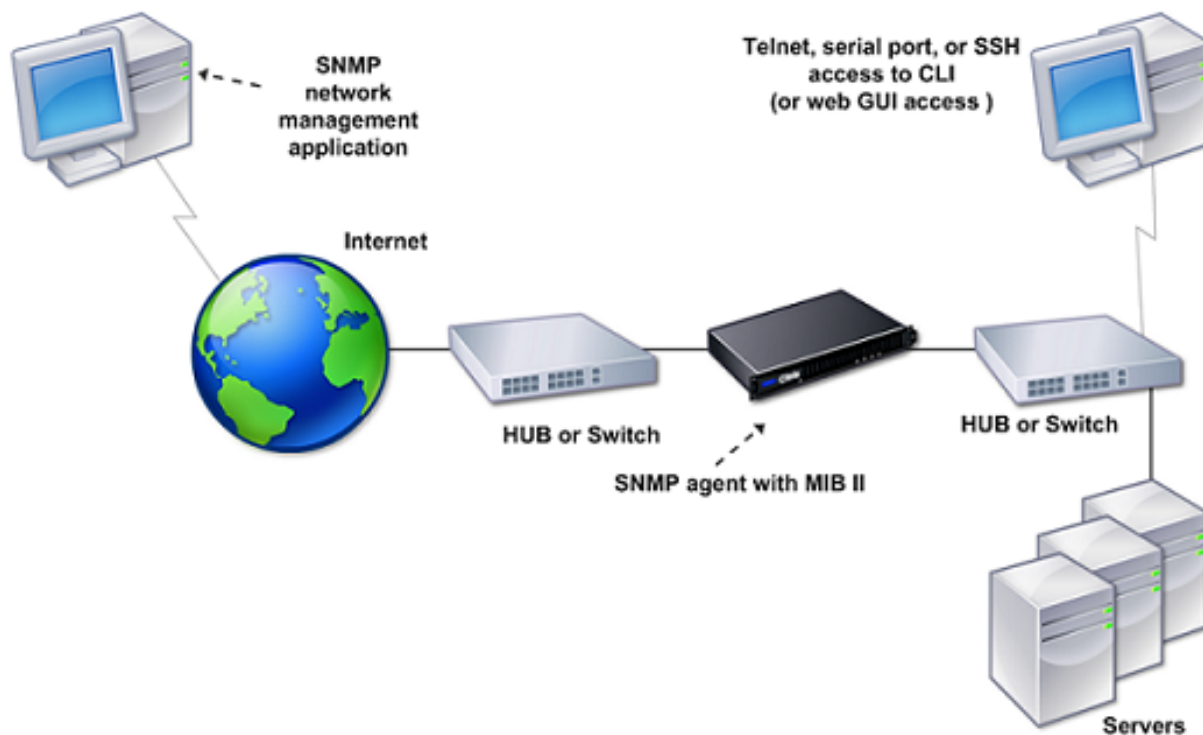 SNMP
network
management
application
Telnet, serial port, or SSH
access to CLI
(or web GUI access )
Internet
HUB or Switch
SNMP agent with MIB II
HUB or Switch
Servers